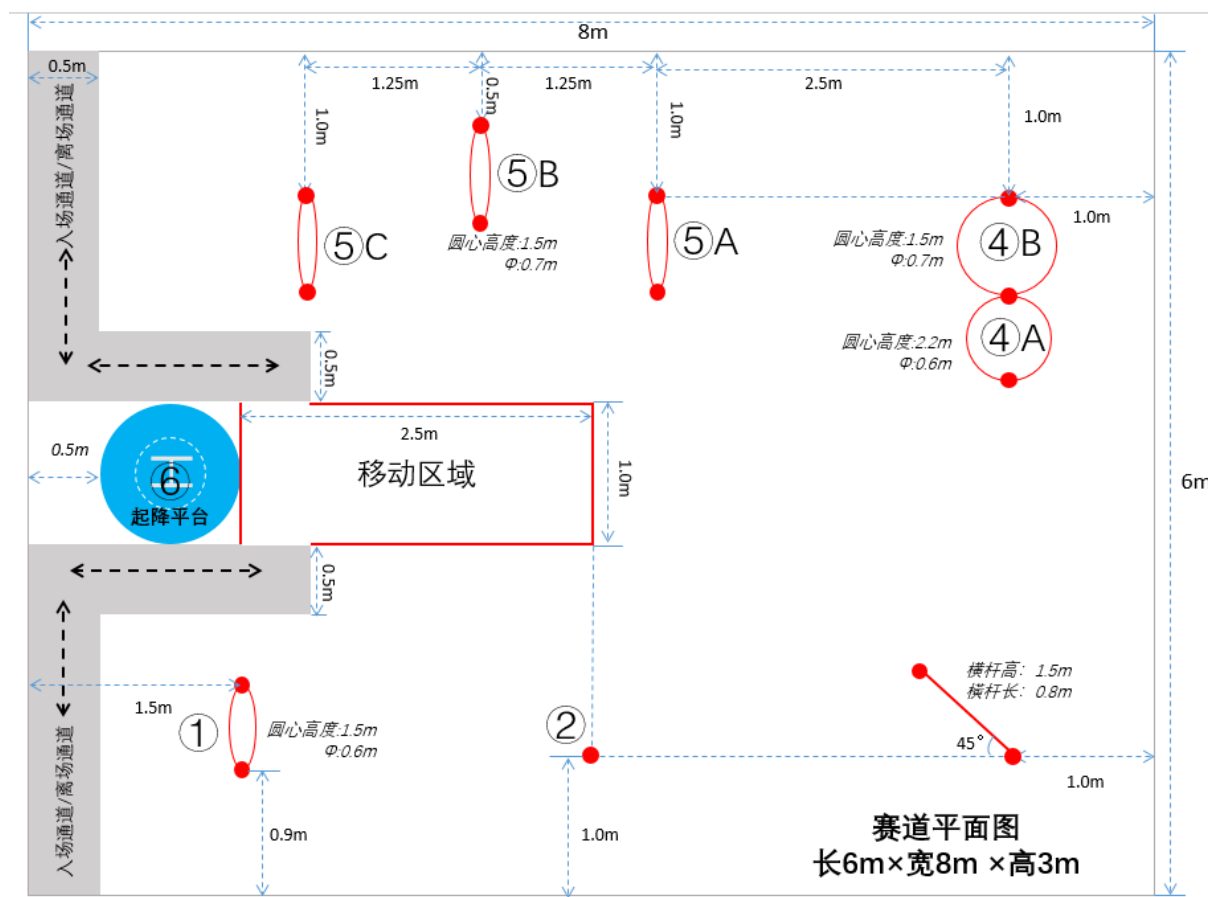 8m
0.5m
1.25m
0.5m
1.25m
2.5m
1.0m
1.0m
1.0m
入场通道/离场通道
⑤B
圆心高度:1.5m
Φ:0.7m
⑤C
⑤A
1.0m
圆心高度:1.5m
Φ:0.7m
④B
圆心高度:2.2m
Φ:0.6m
④A
0.5m
0.5m
2.5m
移动区域
1.0m
⑥
起降平台
6m
0.5m
1.5m
①
圆心高度:1.5m
Φ:0.6m
②
横杆高：1.5m
横杆长：0.8m
45°
1.0m
入场通道/离场通道
0.9m
1.0m
赛道平面图
长6m×宽8m ×高3m